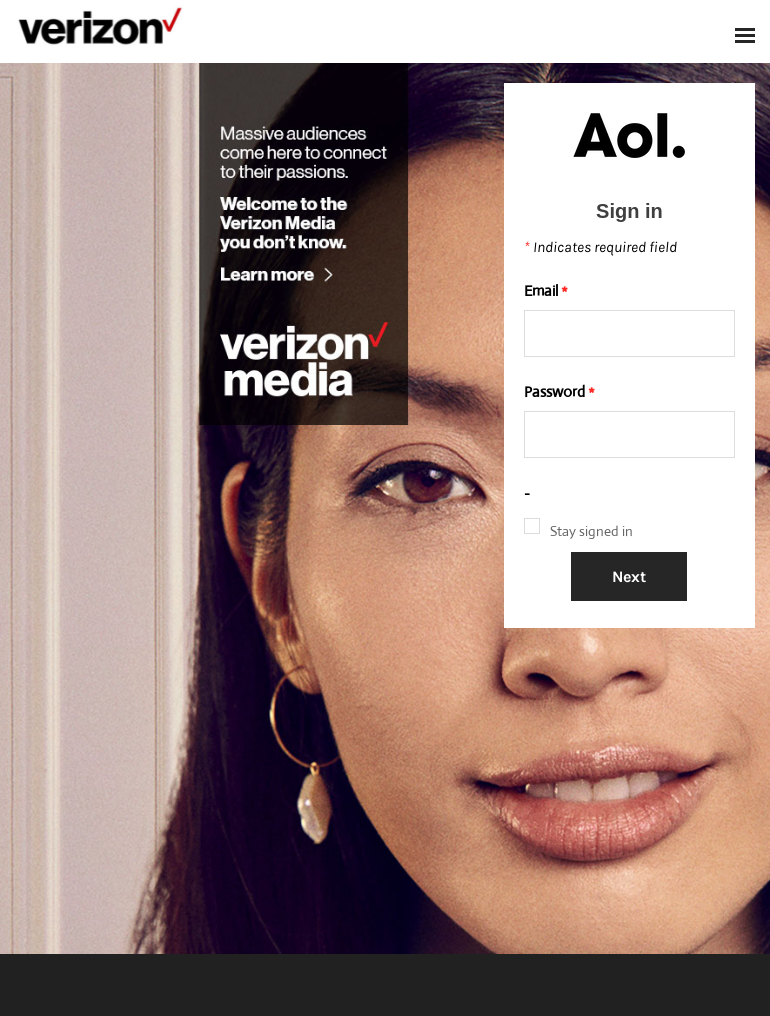 verizon
Massive audiences
come here to connect
to their passions.
Welcome to the
Verizon Media
you don't know.
Learn more >
verizon
media
Aol.
Sign in
* Indicates required field
Email *
Password *
-
Stay signed in
Next